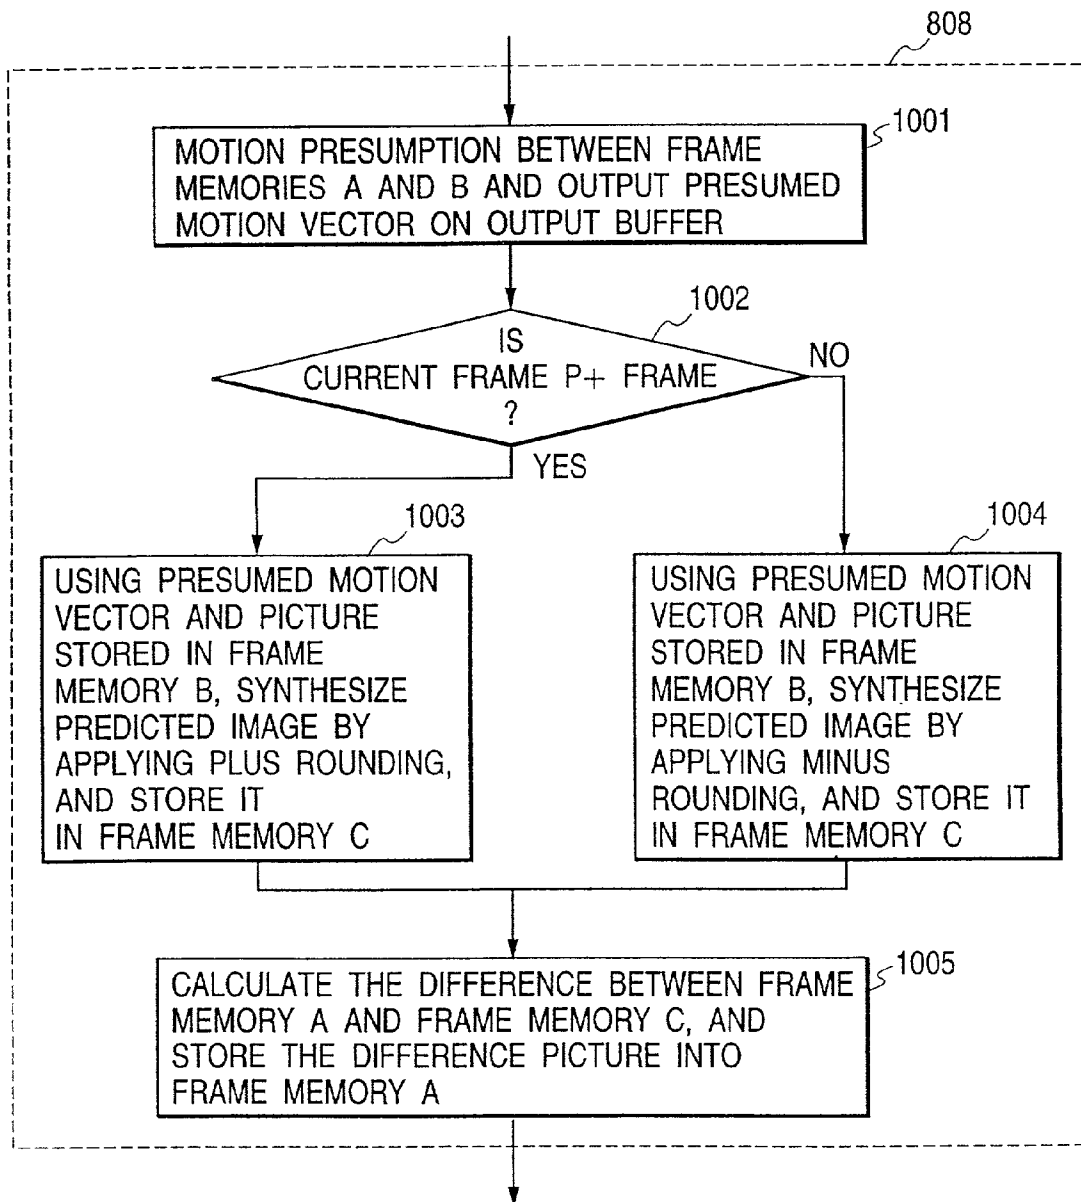 808
1001
MOTION PRESUMPTION BETWEEN FRAME
MEMORIES A AND B AND OUTPUT PRESUMED
MOTION VECTOR ON OUTPUT BUFFER
1002
IS
CURRENT FRAME P+ FRAME
?
NO
YES
1003
USING PRESUMED MOTION
VECTOR AND PICTURE
STORED IN FRAME
MEMORY B, SYNTHESIZE
PREDICTED IMAGE BY
APPLYING PLUS ROUNDING,
AND STORE IT
IN FRAME MEMORY C
1004
USING PRESUMED MOTION
VECTOR AND PICTURE
STORED IN FRAME
MEMORY B, SYNTHESIZE
PREDICTED IMAGE BY
APPLYING MINUS
ROUNDING, AND STORE IT
IN FRAME MEMORY C
1005
CALCULATE THE DIFFERENCE BETWEEN FRAME
MEMORY A AND FRAME MEMORY C, AND
STORE THE DIFFERENCE PICTURE INTO
FRAME MEMORY A